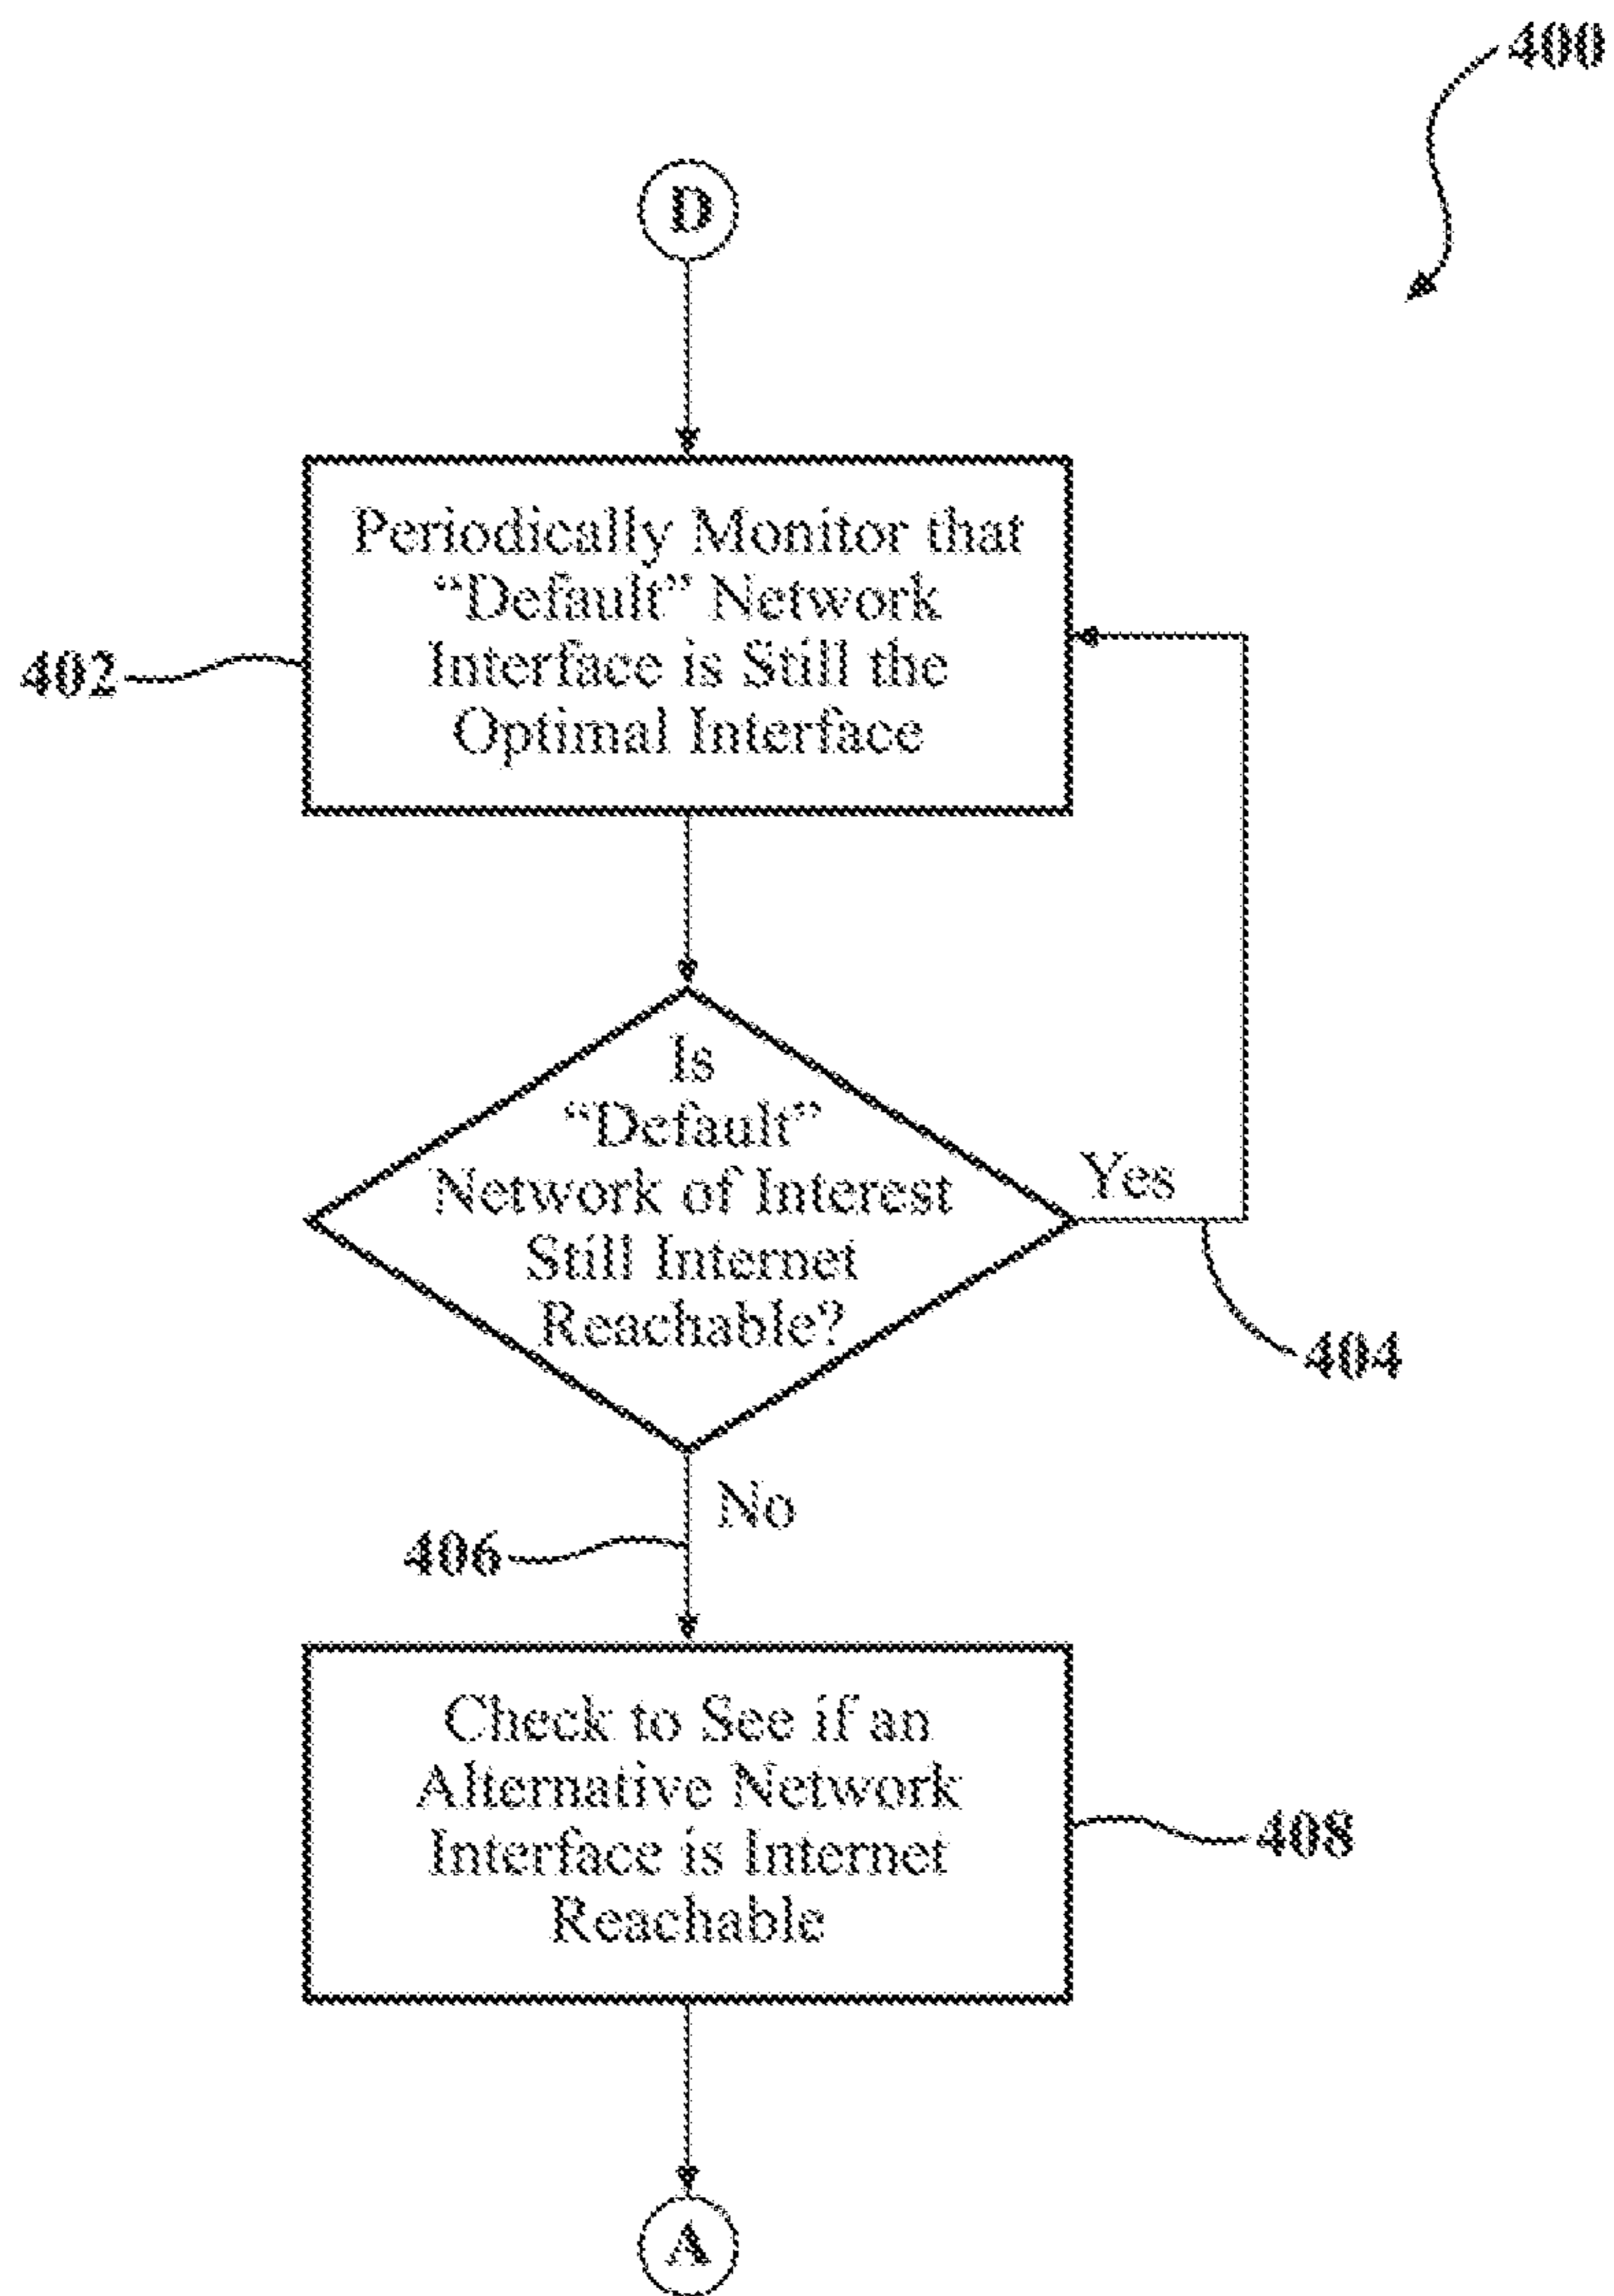 400
D
Periodically Monitor that
“Default” Network
Interface is Still the
Optimal Interface
402
Is
“Default”
Network of Interest
Still Internet
Reachable?
Yes
404
No
406
Check to See if an
Alternative Network
Interface is Internet
Reachable
408
A